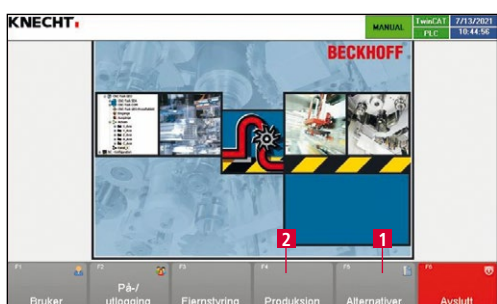 KNECHT
MANUAL
TwinCAT
7/13/2021
PLC
10:44:56
BECKHOFF
2
1
F1
F2
F3
F4
F5
F6
Bruker
På-/
utlogging
Fjernstyring
Produksjon
Alternativer
Avslutt